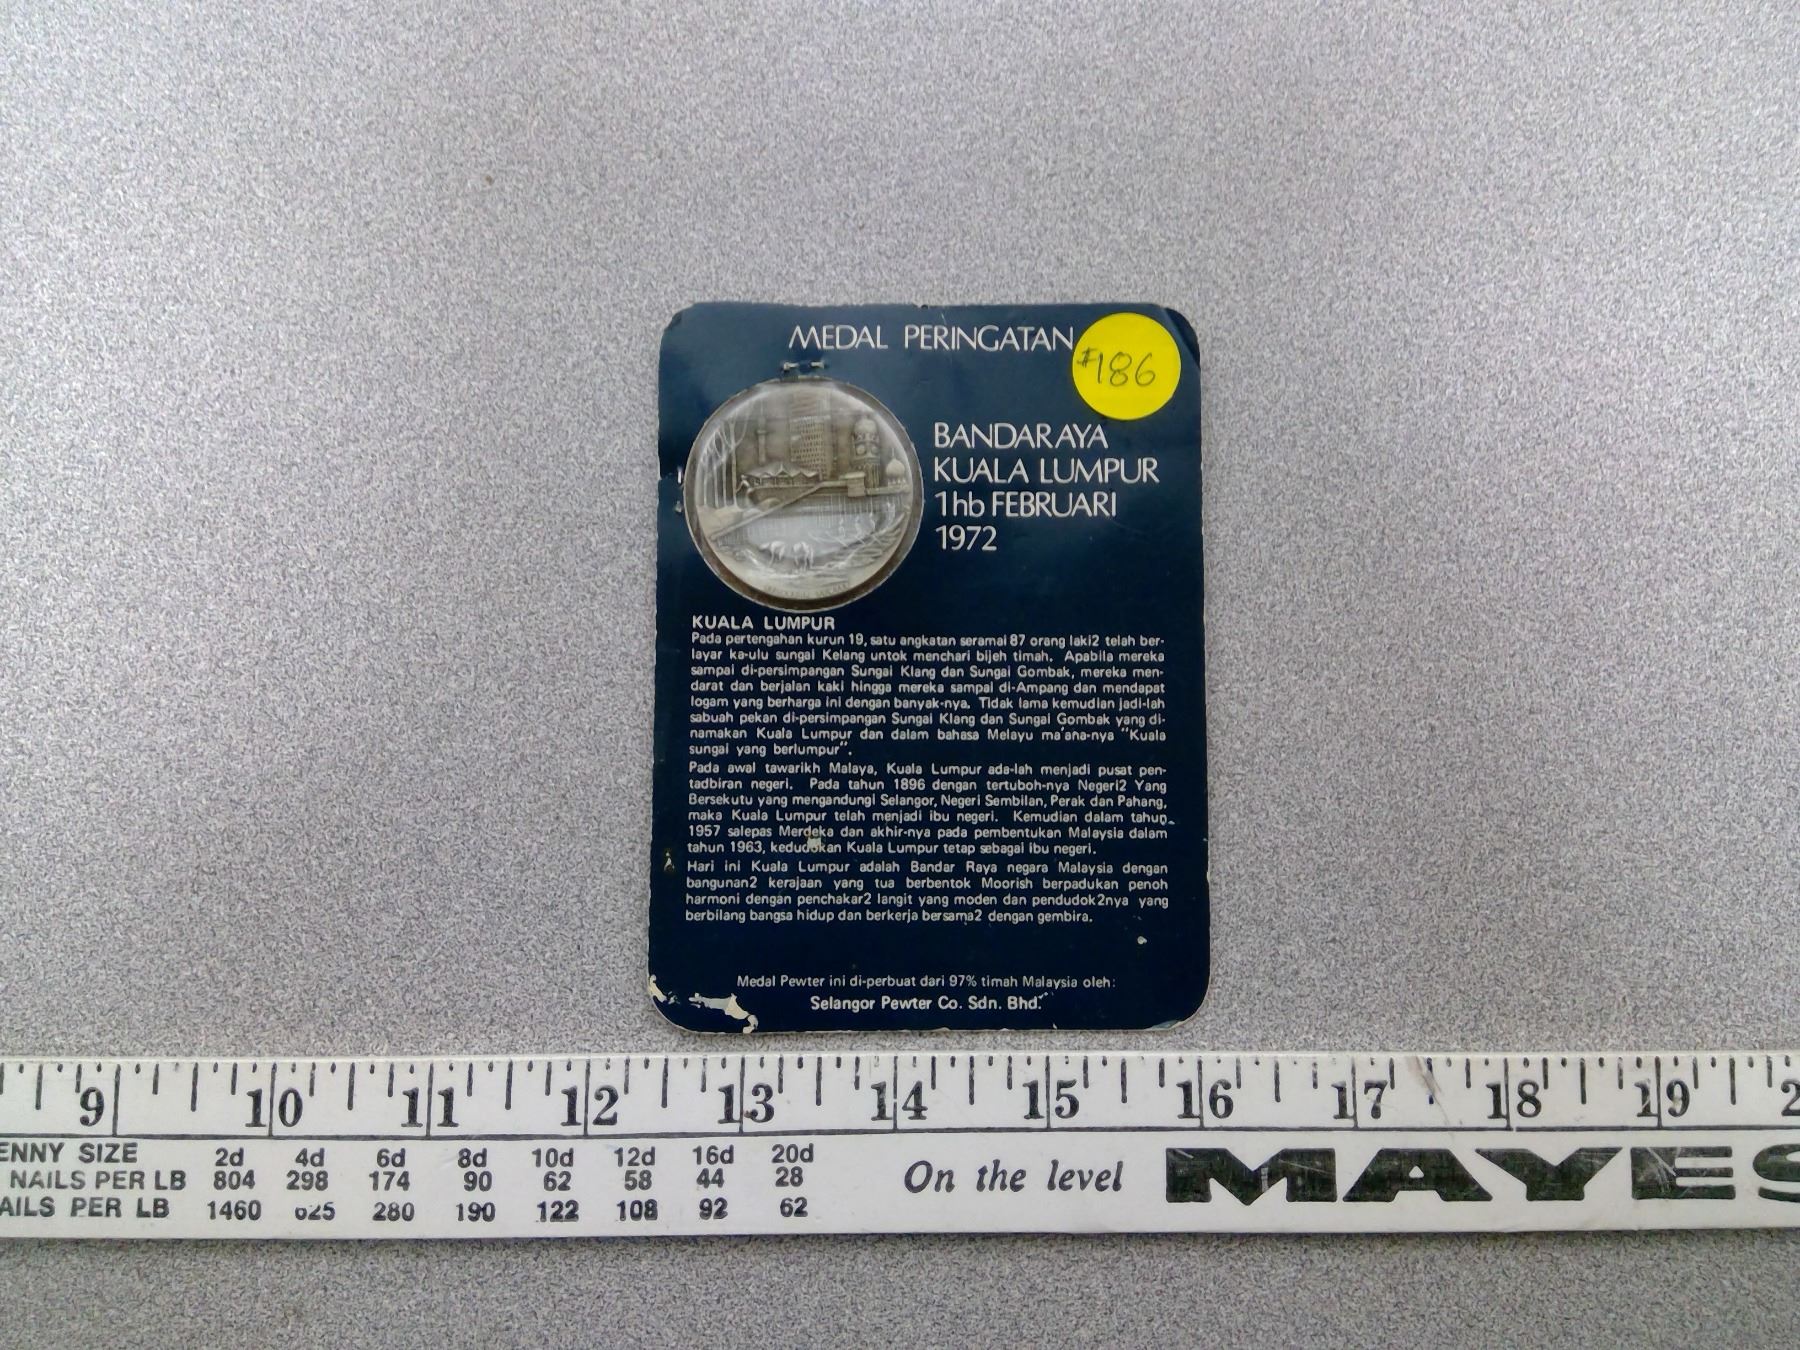 MEDAL PERINGATAN
$186
BANDARAYA
KUALA LUMPUR
1hb FEBRUARI
1972
KUALA LUMPUR
Pada pertengahan kurun 19, satu angkatan seramai 87 orang laki2 telah ber-
layar ka-ulu sungai Kelang untok menchari bijeh timah. Apabila mereka
sampai di-persimpangan Sungai Klang dan Sungai Gombak, mereka men-
darat dan berjalan kaki hingga mereka sampai di-Ampang dan mendapat
logam yang berharga ini dengan banyak-nya. Tidak lama kemudian jadi-lah
sabuah pekan di-persimpangan Sungai Klang dan Sungai Gombak yang di-
namakan Kuala Lumpur dan dalam bahasa Melayu ma'ana-nya "Kuala
sungai yang berlumpur".
Pada awal tawarikh Malaya, Kuala Lumpur ada-lah menjadi pusat pen-
tadbiran negeri. Pada tahun 1896 dengan tertuboh-nya Negeri2 Yang
Bersekutu yang mengandungi Selangor, Negeri Sembilan, Perak dan Pahang,
maka Kuala Lumpur telah menjadi ibu negeri. Kemudian dalam tahun
1957 salepas Merdeka dan akhir-nya pada pembentukan Malaysia dalam
tahun 1963, kedudokan Kuala Lumpur tetap sebagai ibu negeri.
Hari ini Kuala Lumpur adalah Bandar Raya negara Malaysia dengan
bangunan2 kerajaan yang tua berbentok Moorish berpadukan penoh
harmoni dengan penchakar2 langit yang moden dan pendudok2nya yang
berbilang bangsa hidup dan berkerja bersama2 dengan gembira.
Medal Pewter ini di-perbuat dari 97% timah Malaysia oleh:
Selangor Pewter Co. Sdn. Bhd.
9 10 11 12 13 14 15 16 17 18 19 2
ENNY SIZE 2d 4d 6d 8d 10d 12d 16d 20d
NAILS PER LB 804 298 174 90 62 58 44 28
AILS PER LB 1460 625 280 190 122 108 92 62
On the level MAYES